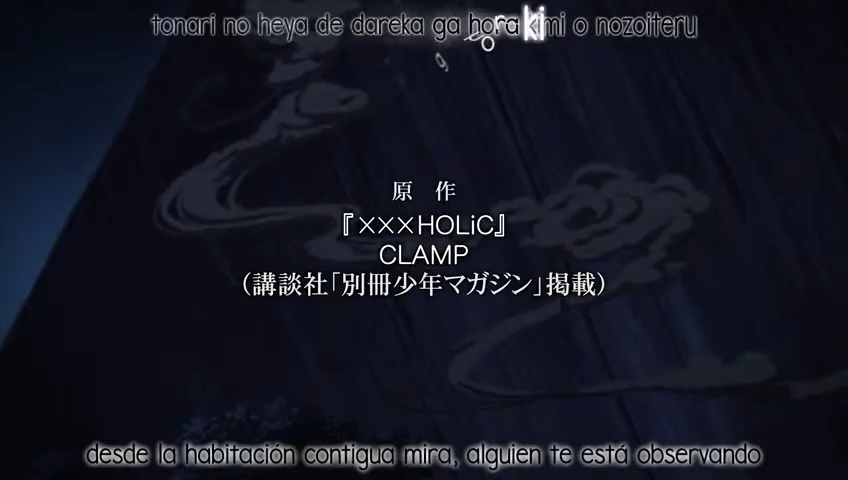 tonari no heya de dareka ga hora kimi o nozoiteru
原 作
『×××HOLiC』
CLAMP
(講談社「別冊少年マガジン」掲載)
desde la habitación contigua mira, alguien te está observando